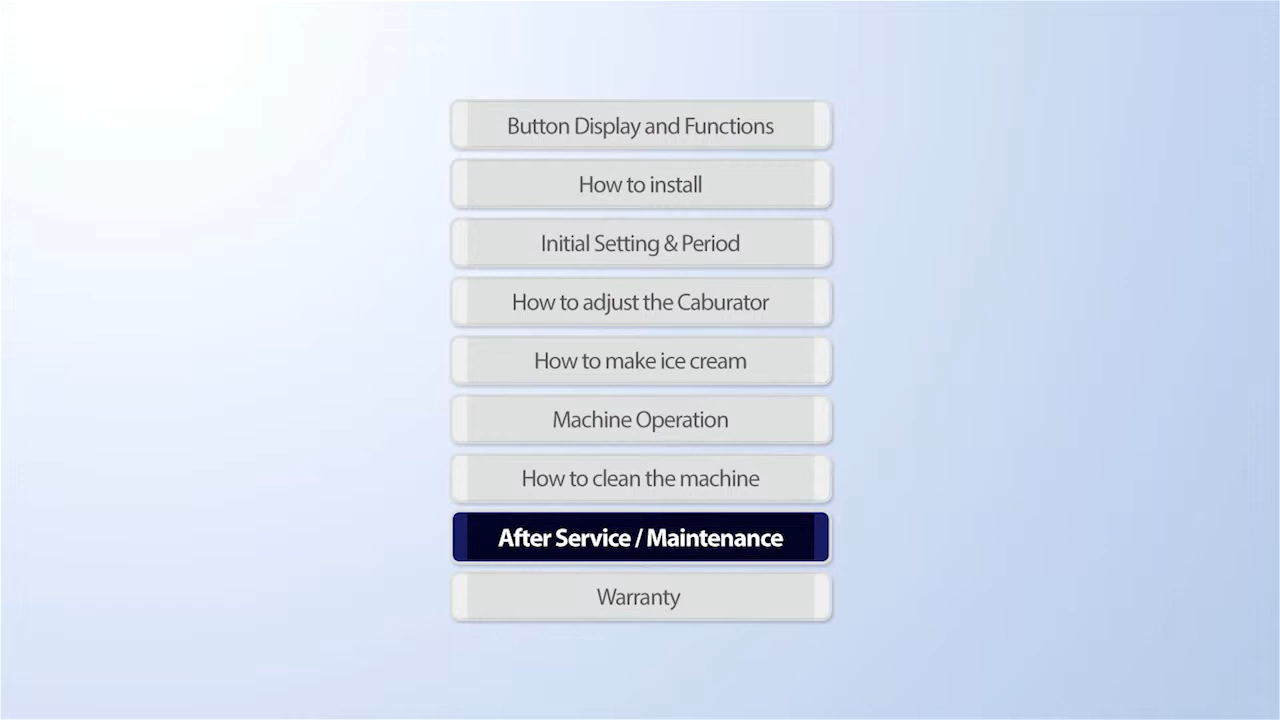 Button Display and Functions
How to install
Initial Setting & Period
How to adjust the Caburator
How to make ice cream
Machine Operation
How to clean the machine
After Service / Maintenance
Warranty